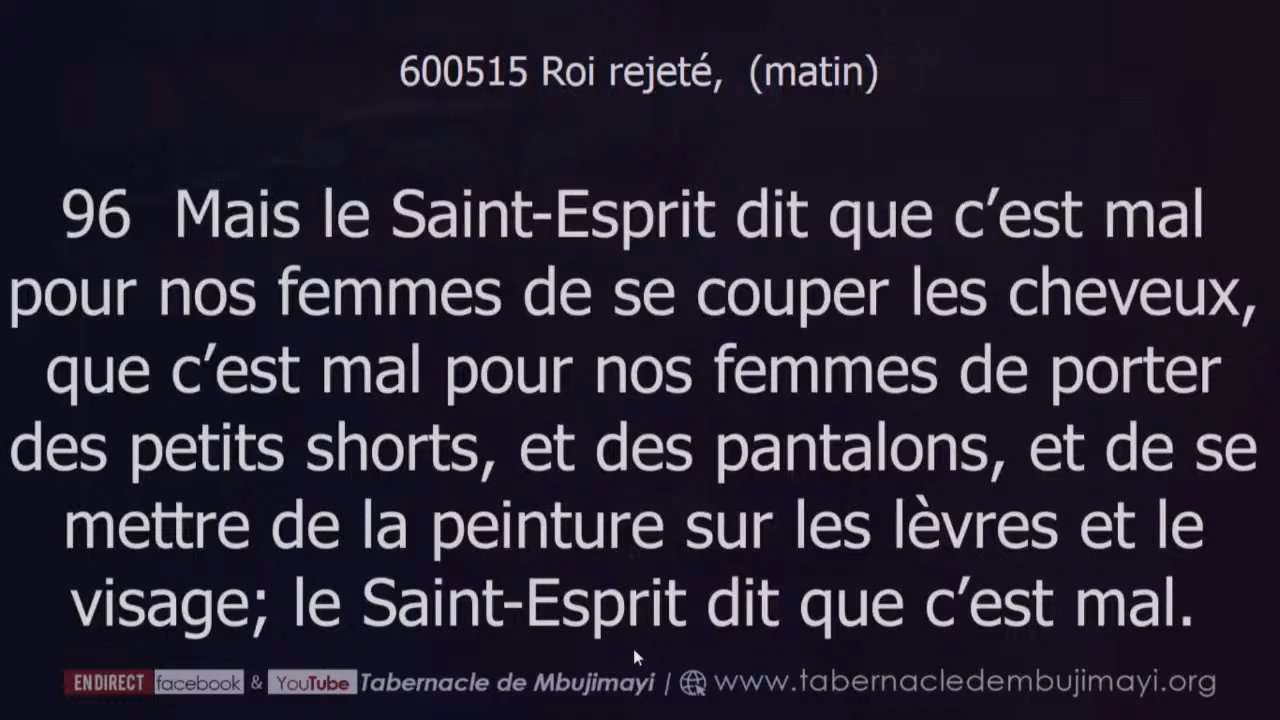 600515 Roi rejeté, (matin)
96 Mais le Saint-Esprit dit que c’est mal
pour nos femmes de se couper les cheveux,
que c’est mal pour nos femmes de porter
des petits shorts, et des pantalons, et de se
mettre de la peinture sur les lèvres et le
visage; le Saint-Esprit dit que c’est mal.
EN DIRECT facebook & YouTube Tabernacle de Mbujimayi | www.tabernacledembujimayi.org